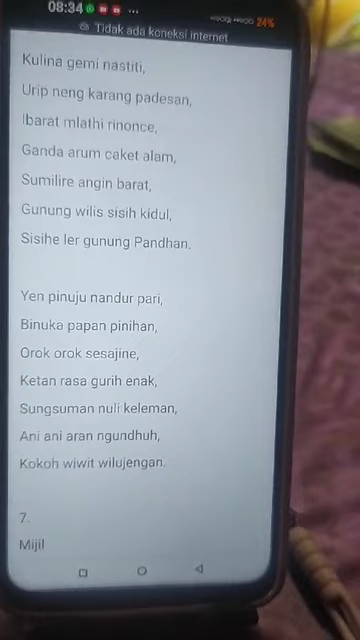 08:34
24%
Tidak ada koneksi internet
Kulina gemi nastiti,
Urip neng karang padesan,
Ibarat mlathi rinonce,
Ganda arum caket alam,
Sumilire angin barat,
Gunung wilis sisih kidul,
Sisihe ler gunung Pandhan.
Yen pinuju nandur pari,
Binuka papan pinihan,
Orok orok sesajine,
Ketan rasa gurih enak,
Sungsuman nuli keleman,
Ani ani aran ngundhuh,
Kokoh wiwit wilujengan.
7.
Mijil